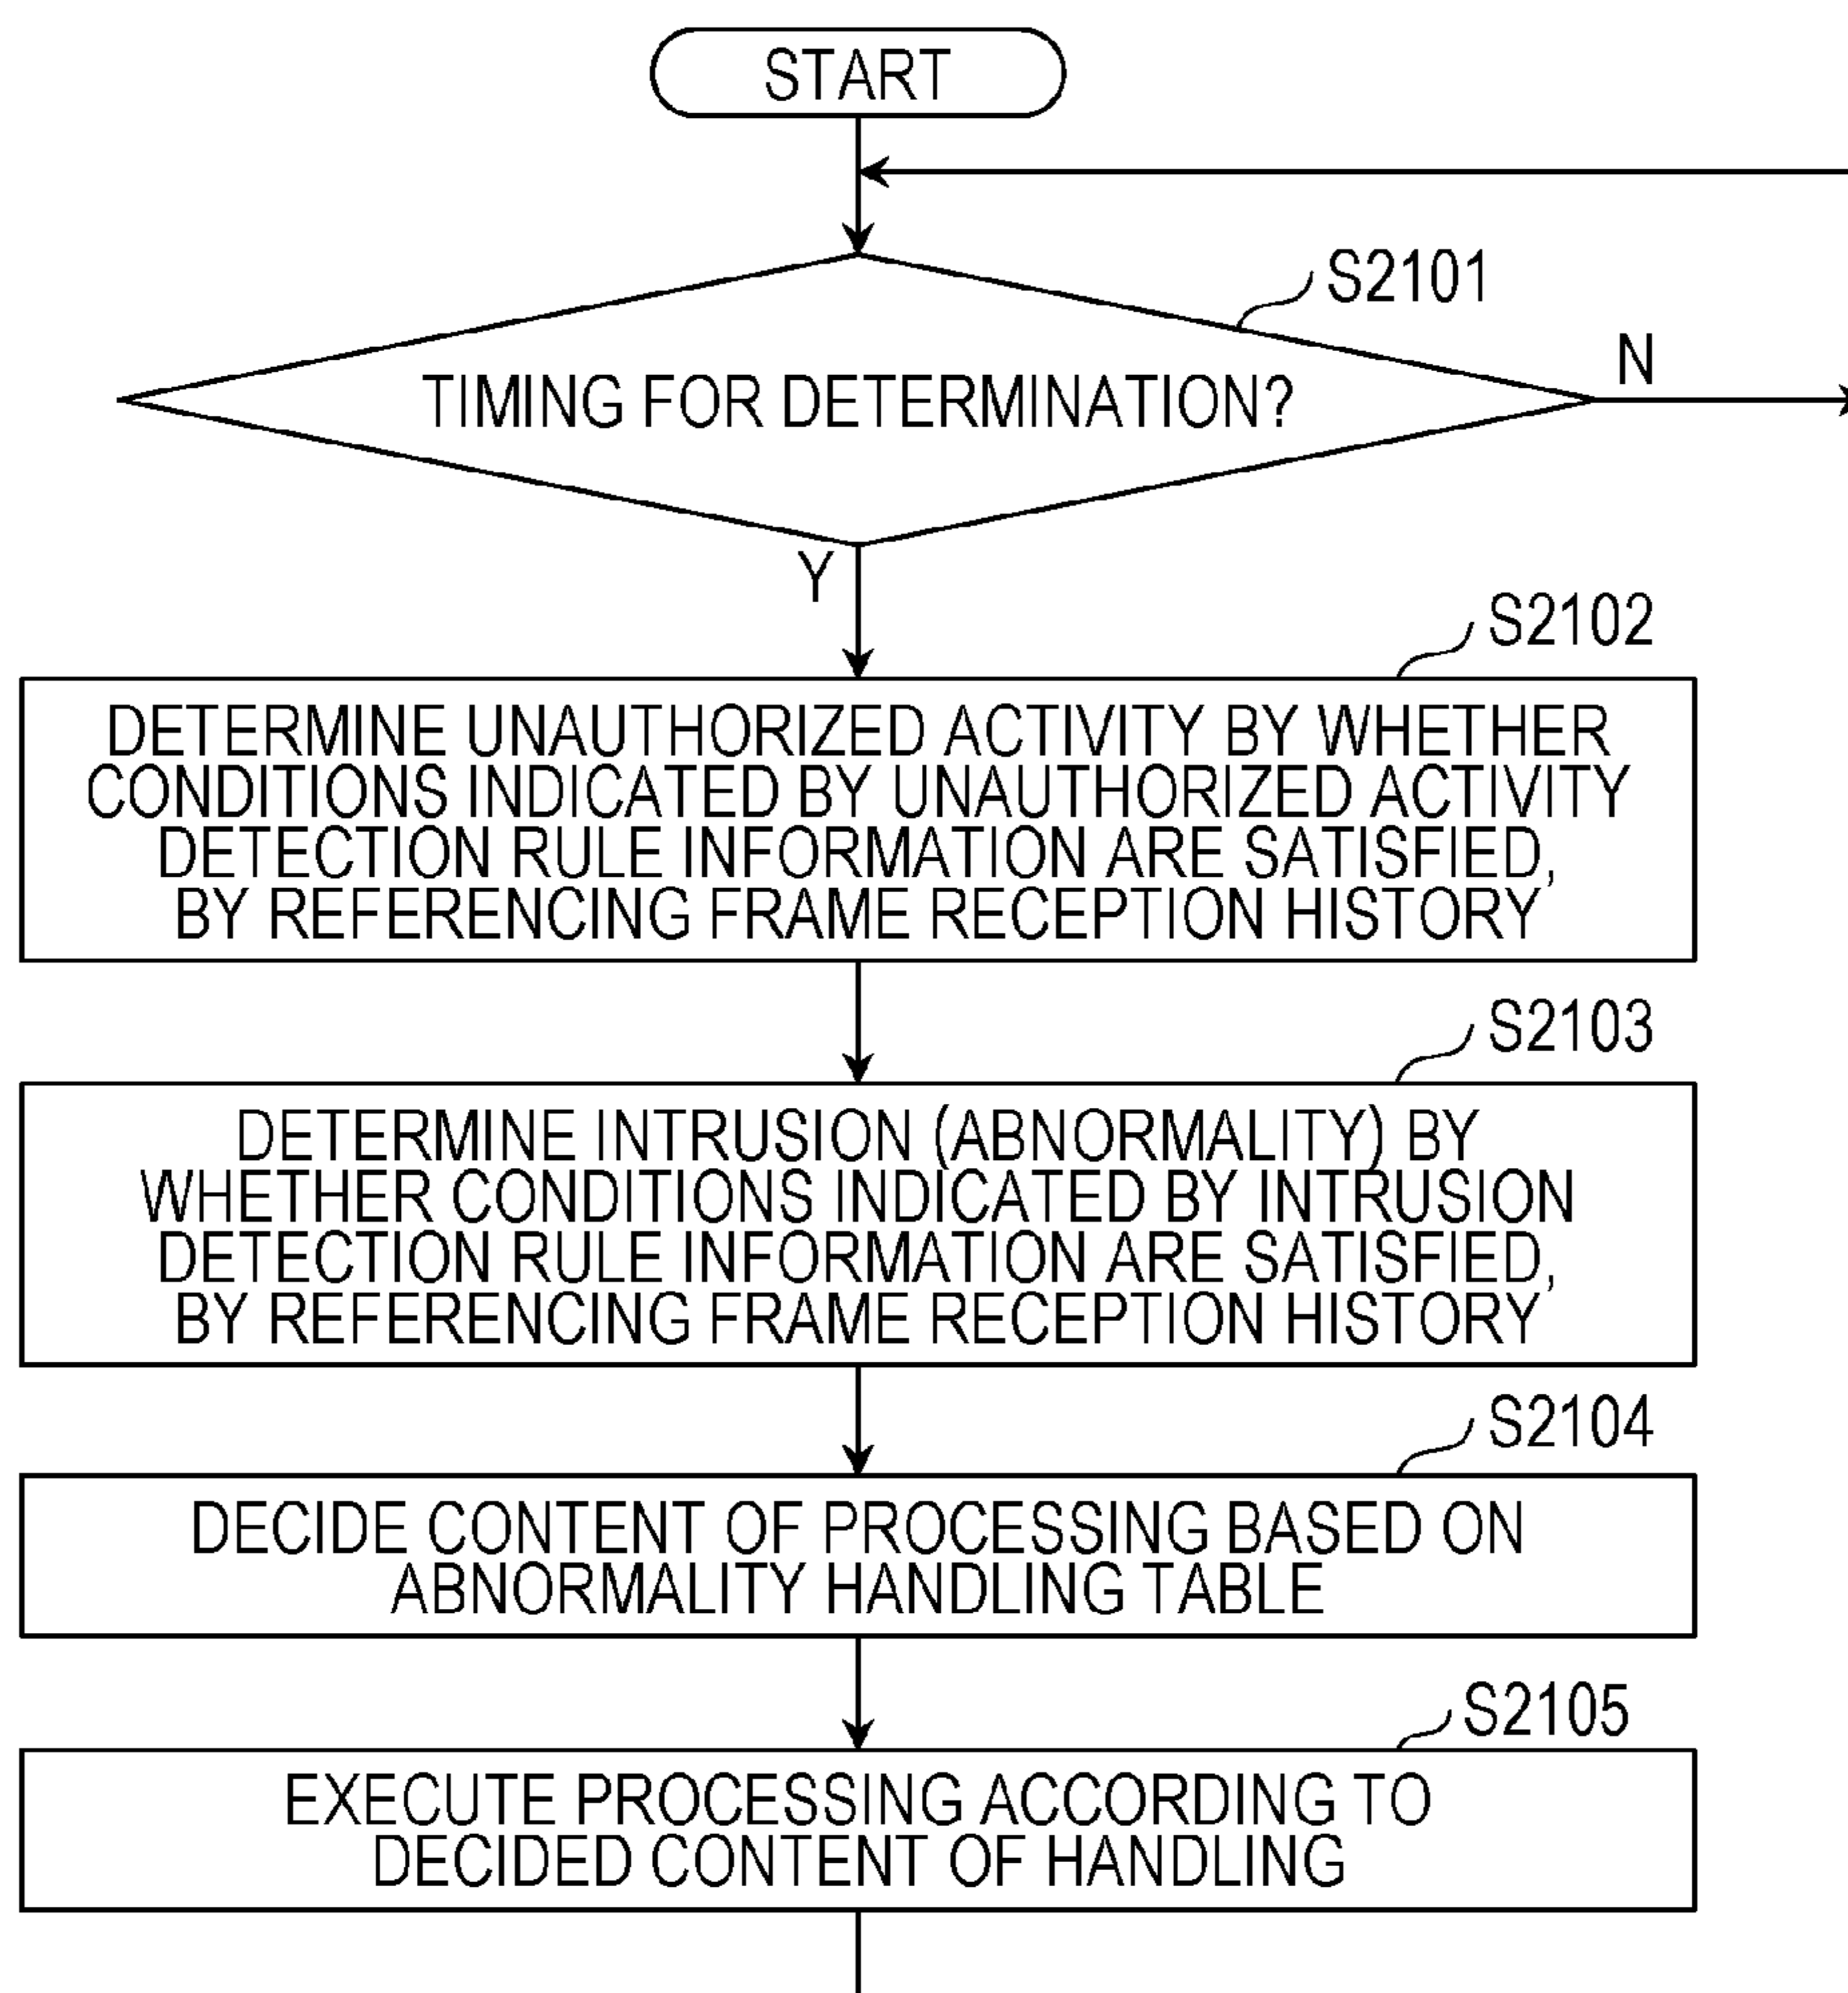 START
S2101
TIMING FOR DETERMINATION?
N
Y
S2102
DETERMINE UNAUTHORIZED ACTIVITY BY WHETHER
CONDITIONS INDICATED BY UNAUTHORIZED ACTIVITY
DETECTION RULE INFORMATION ARE SATISFIED,
BY REFERENCING FRAME RECEPTION HISTORY
S2103
DETERMINE INTRUSION (ABNORMALITY) BY
WHETHER CONDITIONS INDICATED BY INTRUSION
DETECTION RULE INFORMATION ARE SATISFIED,
BY REFERENCING FRAME RECEPTION HISTORY
S2104
DECIDE CONTENT OF PROCESSING BASED ON
ABNORMALITY HANDLING TABLE
S2105
EXECUTE PROCESSING ACCORDING TO
DECIDED CONTENT OF HANDLING